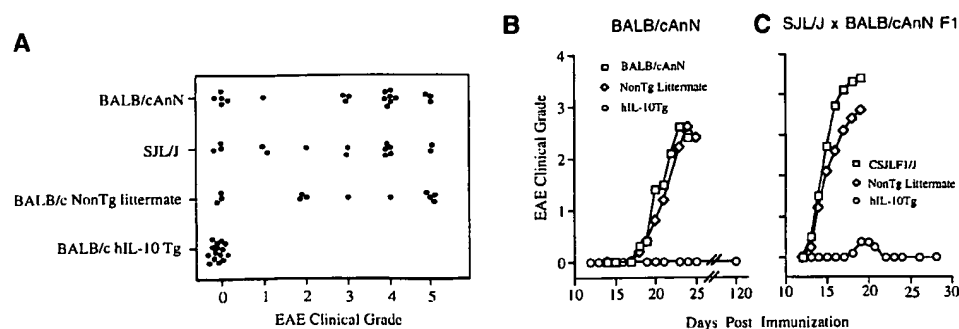 A
BALB/cAnN
SJL/J
BALB/c NonTg littermate
BALB/c hIL-10 Tg
0 1 2 3 4 5
EAE Clinical Grade
B
BALB/cAnN
EAE Clinical Grade
4
3
2
1
0
BALB/cAnN
NonTg Littermate
hIL-10Tg
10 15 20 25 120
C
SJL/J x BALB/cAnN F1
CSJLF1/J
NonTg Littermate
hIL-10Tg
10 15 20 25 30
Days Post Immunization